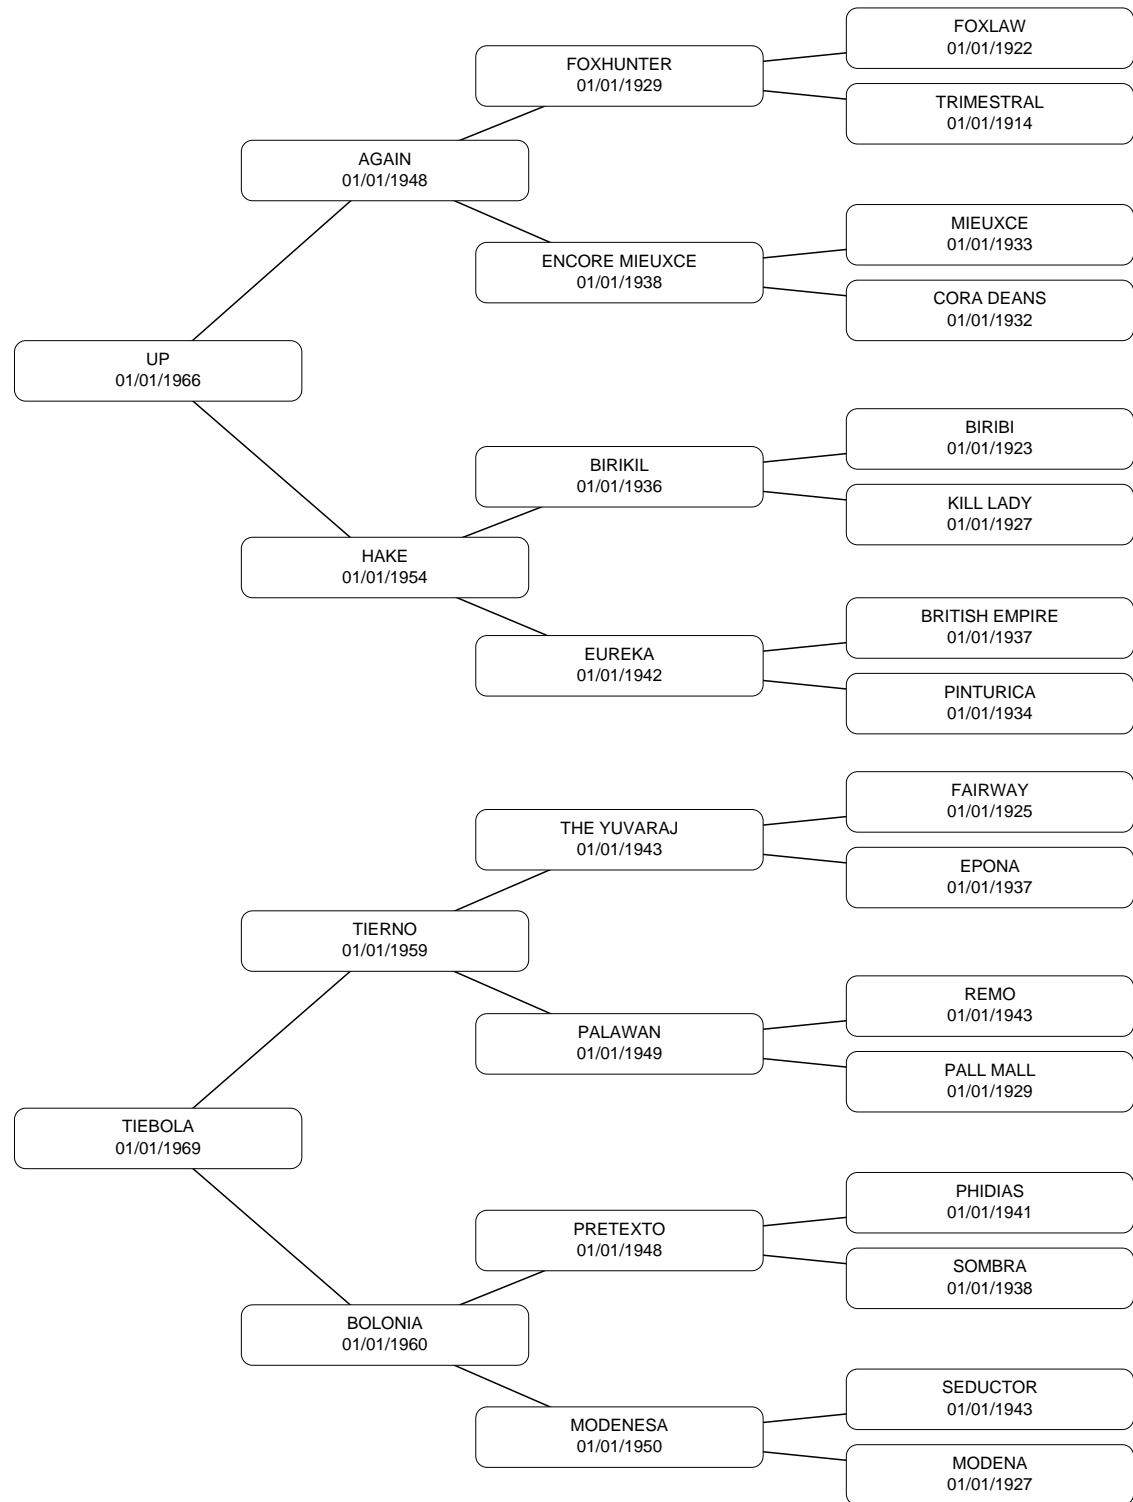 FOXLAW
01/01/1922
FOXHUNTER
01/01/1929
TRIMESTRAL
01/01/1914
AGAIN
01/01/1948
MIEUXCE
01/01/1933
ENCORE MIEUXCE
01/01/1938
CORA DEANS
01/01/1932
UP
01/01/1966
BIRIBI
01/01/1923
BIRIKIL
01/01/1936
KILL LADY
01/01/1927
HAKE
01/01/1954
BRITISH EMPIRE
01/01/1937
EUREKA
01/01/1942
PINTURICA
01/01/1934
FAIRWAY
01/01/1925
THE YUVARAJ
01/01/1943
EPONA
01/01/1937
TIERNO
01/01/1959
REMO
01/01/1943
PALAWAN
01/01/1949
PALL MALL
01/01/1929
TIEBOLA
01/01/1969
PHIDIAS
01/01/1941
PRETEXTO
01/01/1948
SOMBRA
01/01/1938
BOLONIA
01/01/1960
SEDUCTOR
01/01/1943
MODENESA
01/01/1950
MODENA
01/01/1927